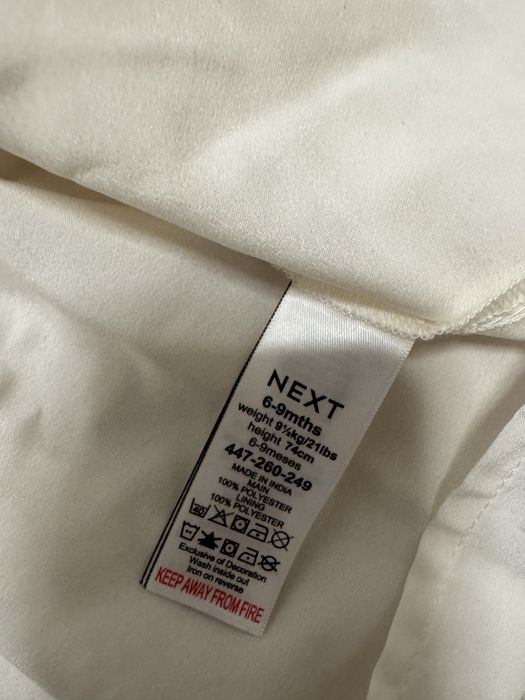 NEXT
6-9mths
weight 9½kg/21lbs
height 74cm
6-9meses
447-260-249
MADE IN INDIA
MAIN
100% POLYESTER
LINING
100% POLYESTER
40
Exclusive of Decoration
Wash inside out
Iron on reverse
KEEP AWAY FROM FIRE